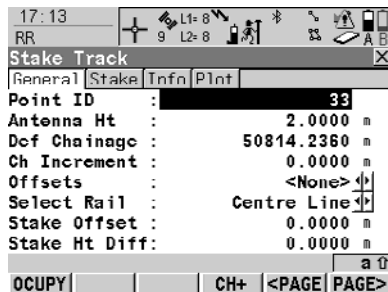 17:13
RR
9 L1= 8
L2= 8
A B
Stake Track X
General Stake Info Plot
Point ID : 33
Antenna Ht : 2.0000 m
Def Chainage : 50814.2360 m
Ch Increment : 0.0000 m
Offsets : <None>
Select Rail : Centre Line
Stake Offset : 0.0000 m
Stake Ht Diff: 0.0000 m
a
OCUPY CH+ <PAGE PAGE>